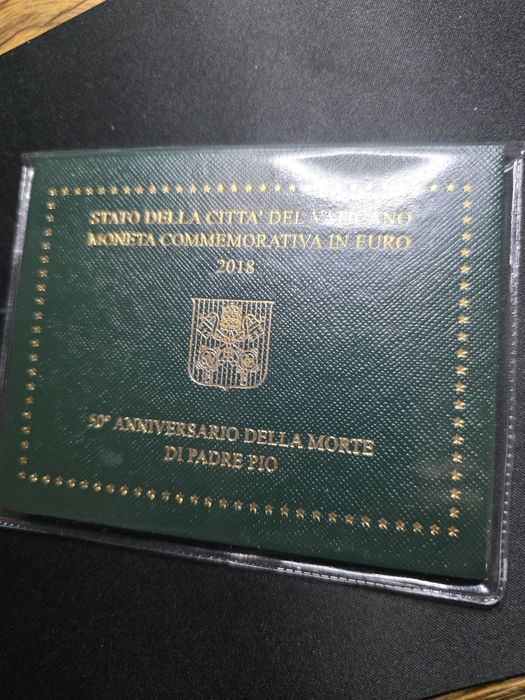 STATO DELLA CITTA' DEL VATICANO
MONETA COMMEMORATIVA IN EURO
2018
50° ANNIVERSARIO DELLA MORTE
DI PADRE PIO